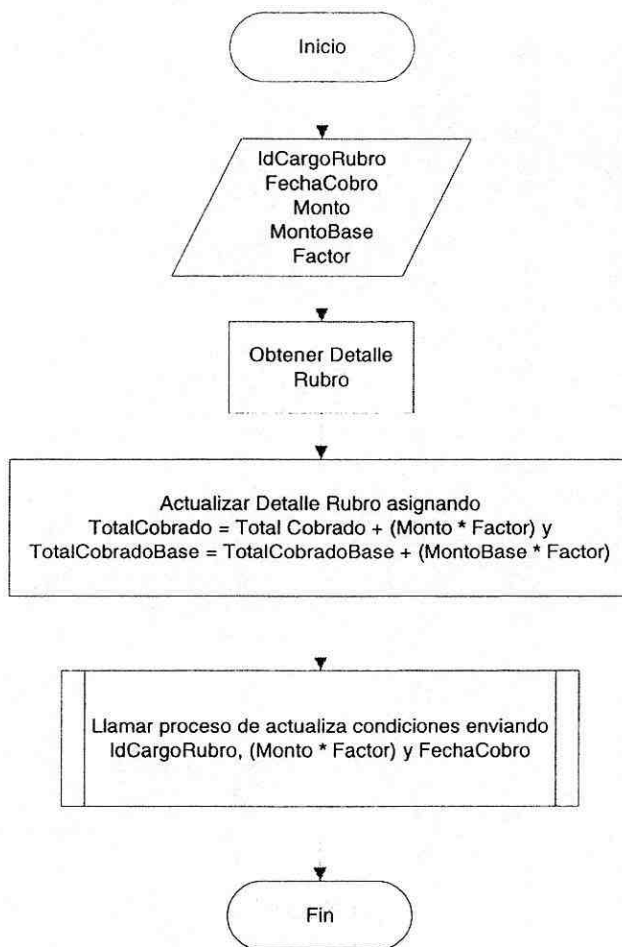 Inicio
IdCargoRubro
FechaCobro
Monto
MontoBase
Factor
Obtener Detalle
Rubro
Actualizar Detalle Rubro asignando
TotalCobrado = Total Cobrado + (Monto * Factor) y
TotalCobradoBase = TotalCobradoBase + (MontoBase * Factor)
Llamar proceso de actualiza condiciones enviando
IdCargoRubro, (Monto * Factor) y FechaCobro
Fin